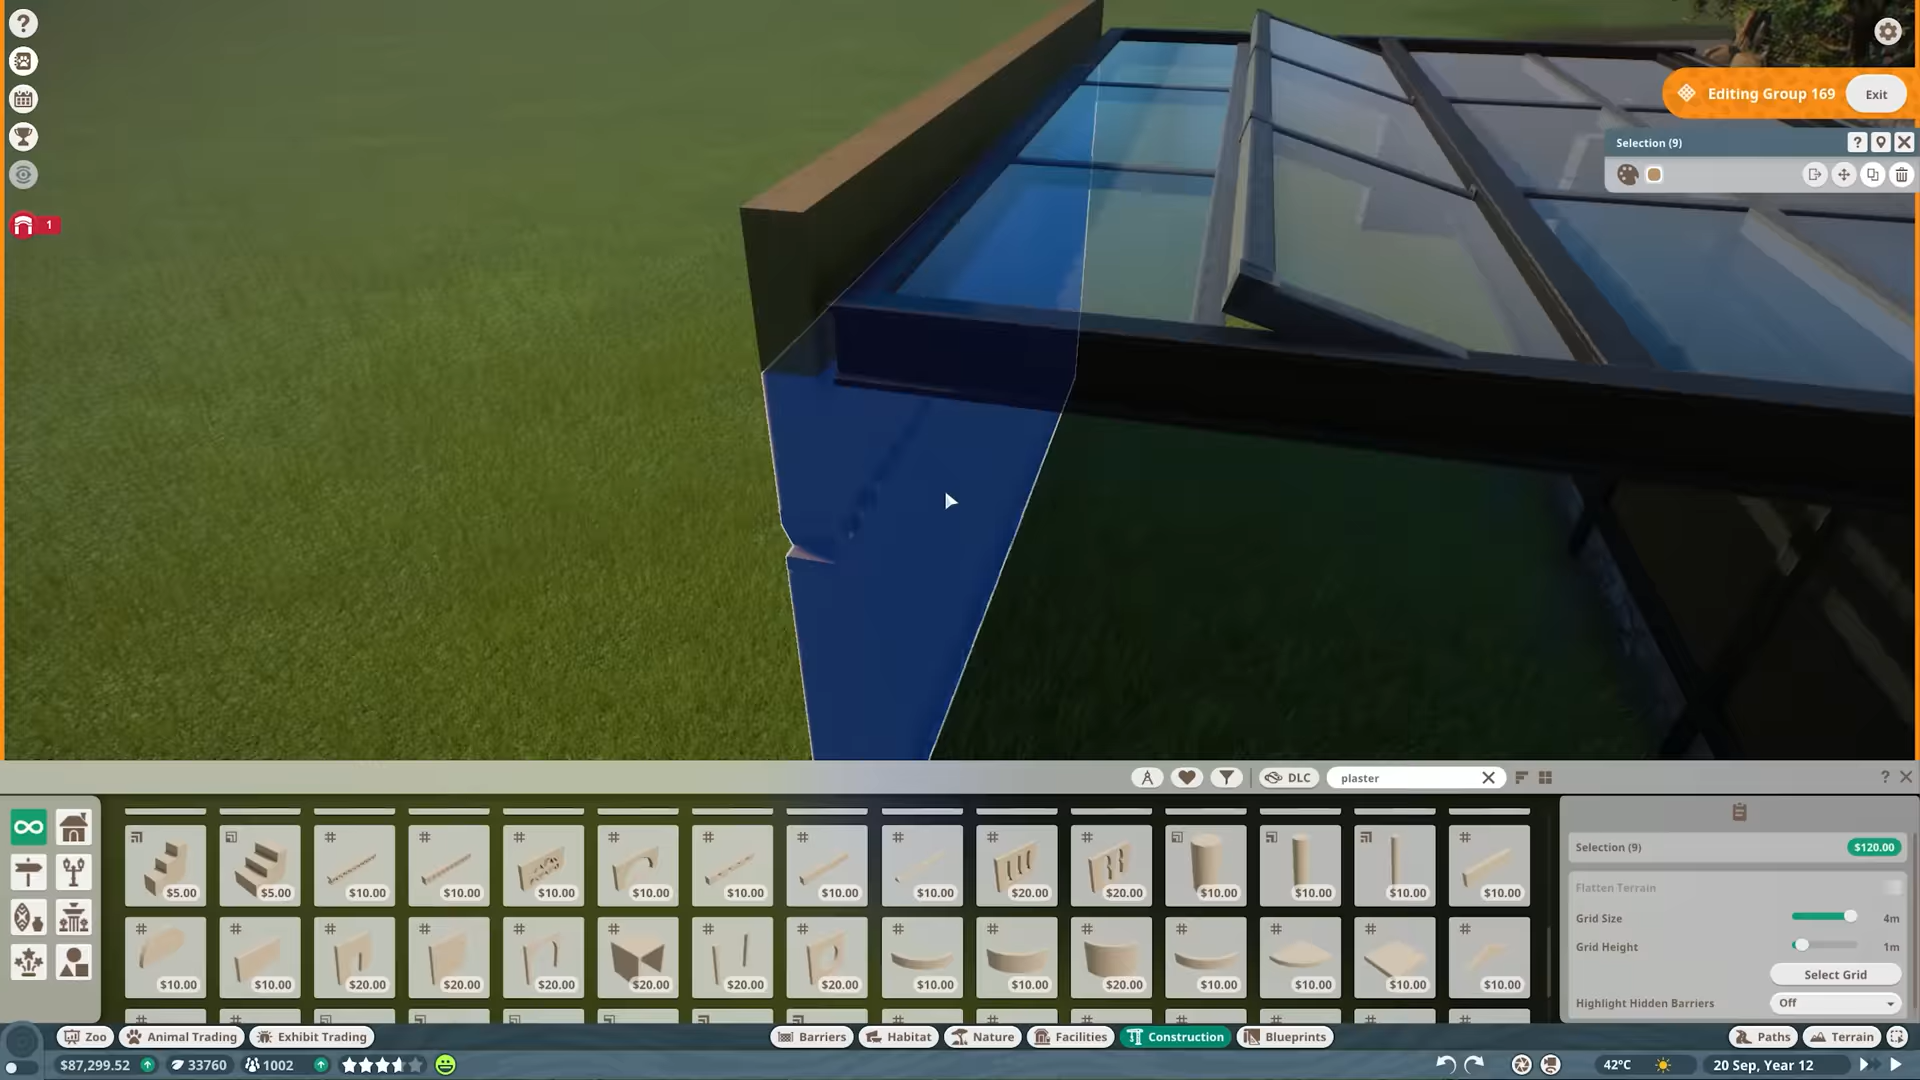 Editing Group 169 Exit
Selection (9) ?
1
DLC plaster ?
$5.00 $5.00 $10.00 $10.00 $10.00 $10.00 $10.00 $10.00 $10.00 $20.00 $20.00 $10.00 $10.00 $10.00 $10.00
$10.00 $10.00 $20.00 $20.00 $20.00 $20.00 $20.00 $20.00 $10.00 $10.00 $20.00 $10.00 $10.00 $10.00 $10.00
Selection (9) $120.00
Flatten Terrain
Grid Size 4m
Grid Height 1m
Select Grid
Highlight Hidden Barriers Off
Zoo Animal Trading Exhibit Trading Barriers Habitat Nature Facilities Construction Blueprints Paths Terrain
$87,299.52 33760 1002 42°C 20 Sep, Year 12